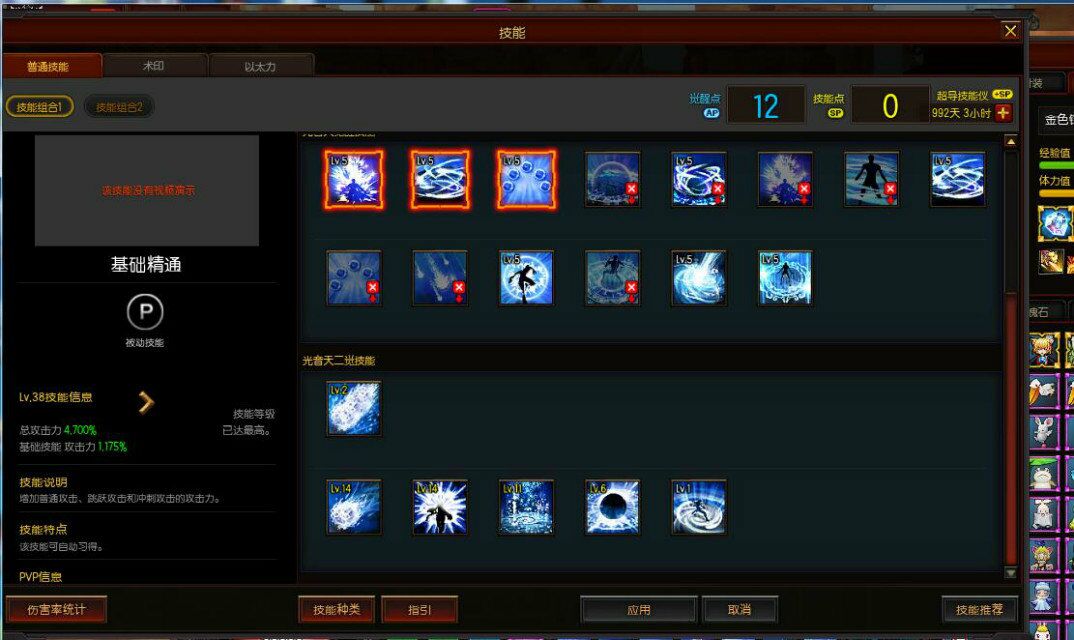 技能
普通技能
术印
以太力
技能组合1
技能组合2
觉醒点
AP
12
技能点
SP
0
超导技能仪 +SP
992天 3小时
该技能没有视频演示
基础精通
P
被动技能
Lv.38技能信息
总攻击力 4,700%
基础技能 攻击力 1,175%
技能等级
已达最高。
技能说明
增加普通攻击、跳跃攻击和冲刺攻击的攻击力。
技能特点
该技能可自动习得。
PVP信息
Lv.5
Lv.5
Lv.5
Lv.5
Lv.5
Lv.5
Lv.5
Lv.5
光音天二觉技能
Lv.2
Lv.14
Lv.14
Lv.11
Lv.6
Lv.1
伤害率统计
技能种类
指引
应用
取消
技能推荐
经验值
体力值